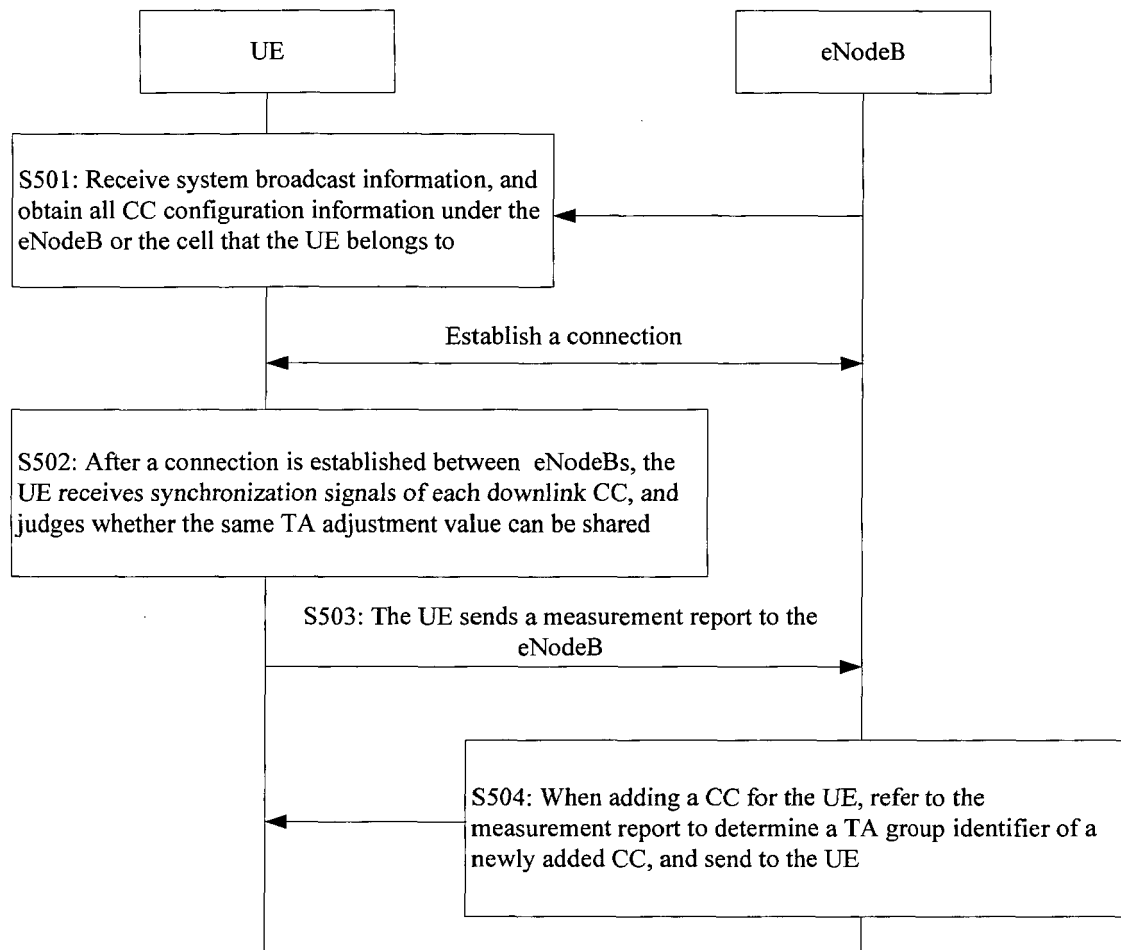 UE
eNodeB
S501: Receive system broadcast information, and
obtain all CC configuration information under the
eNodeB or the cell that the UE belongs to
Establish a connection
S502: After a connection is established between eNodeBs, the
UE receives synchronization signals of each downlink CC, and
judges whether the same TA adjustment value can be shared
S503: The UE sends a measurement report to the
eNodeB
S504: When adding a CC for the UE, refer to the
measurement report to determine a TA group identifier of a
newly added CC, and send to the UE